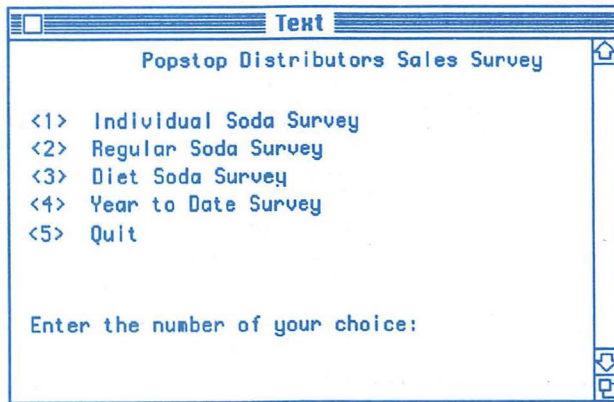 Text
Popstop Distributors Sales Survey
<1> Individual Soda Survey
<2> Regular Soda Survey
<3> Diet Soda Survey
<4> Year to Date Survey
<5> Quit
Enter the number of your choice: